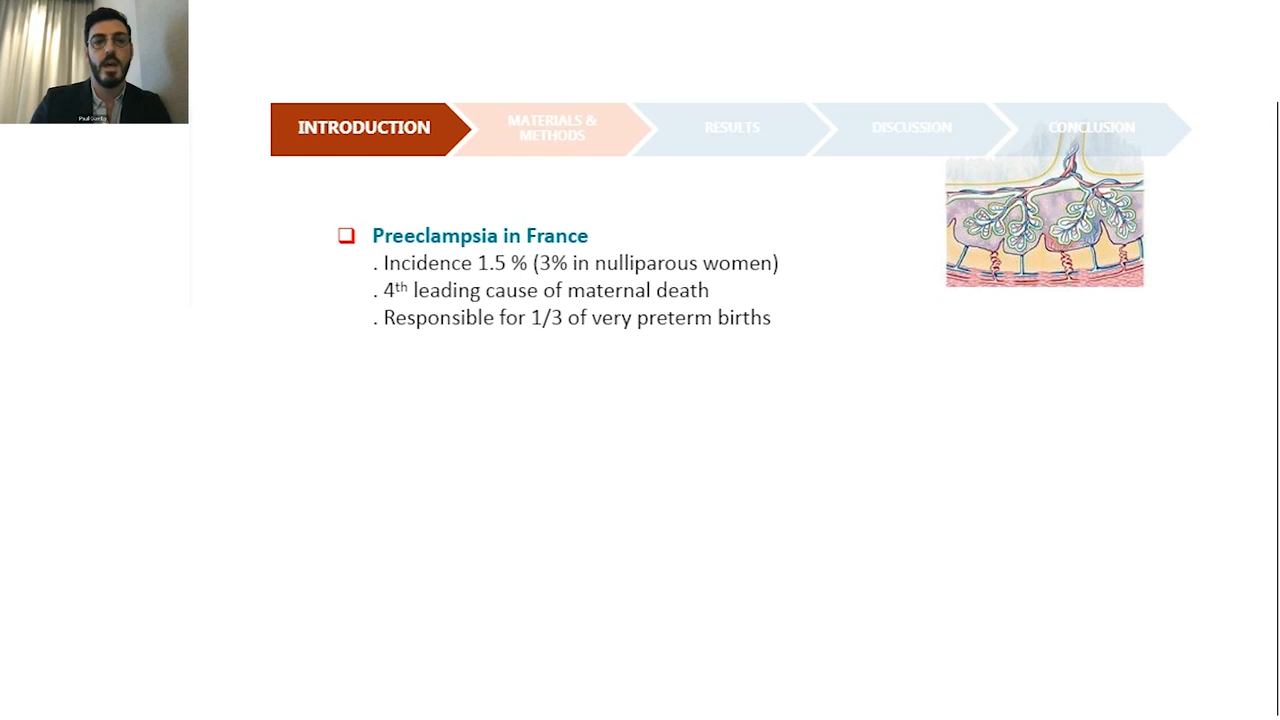 INTRODUCTION
MATERIALS &
METHODS
RESULTS
DISCUSSION
CONCLUSION
Preeclampsia in France
. Incidence 1.5 % (3% in nulliparous women)
. 4th leading cause of maternal death
. Responsible for 1/3 of very preterm births